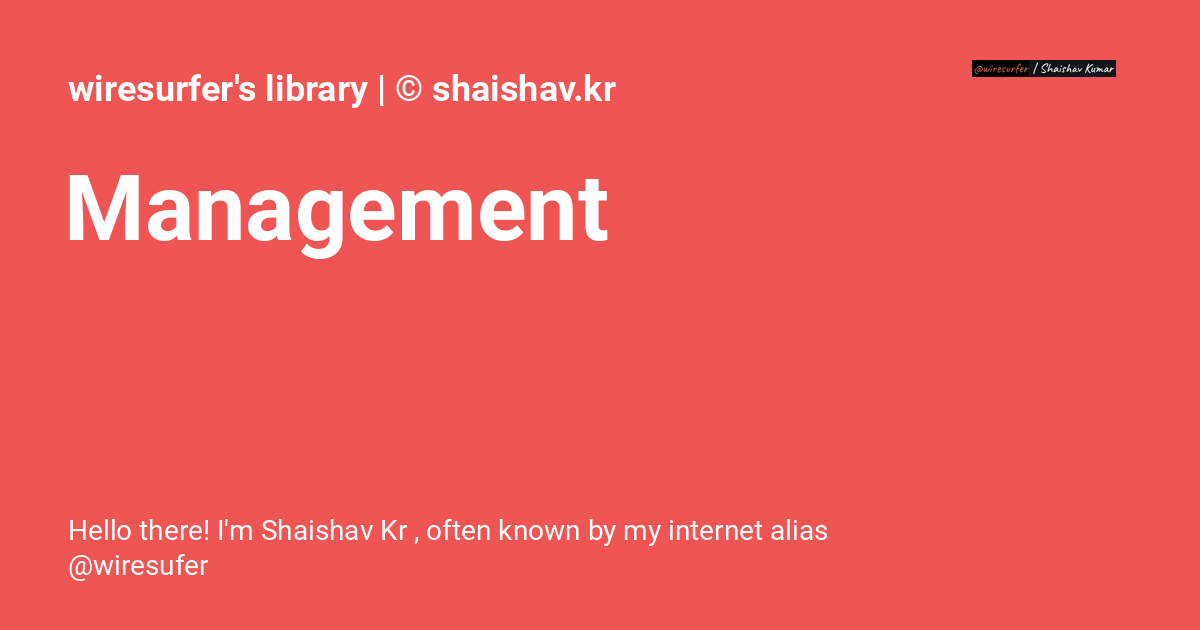 wiresurfer's library | © shaishav.kr
@wiresurfer | Shaishav Kumar
Management
Hello there! I'm Shaishav Kr , often known by my internet alias
@wiresufer